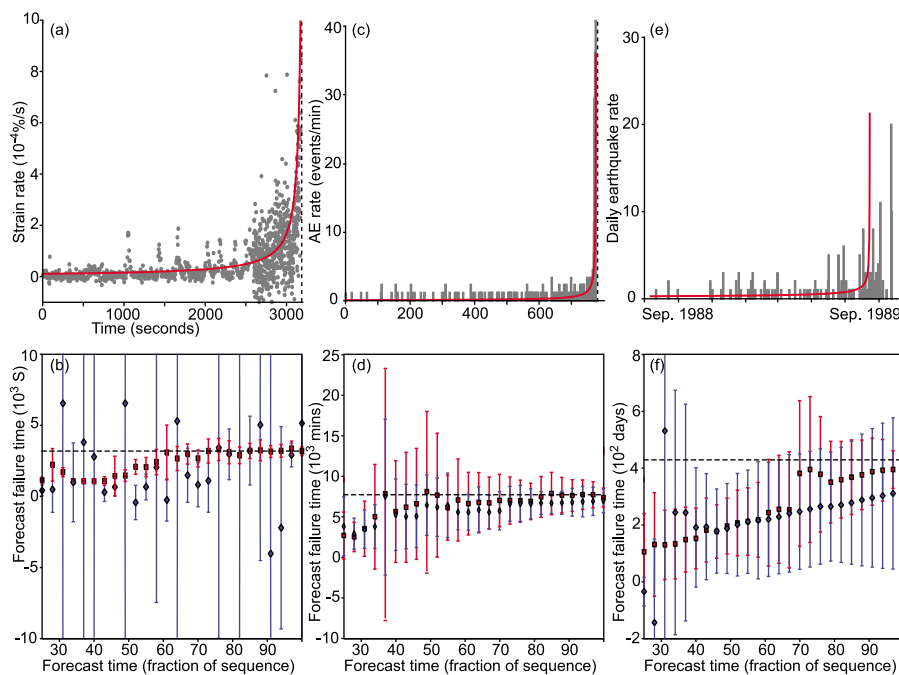 (a)
Strain rate (10⁻⁴%/s)
10
8
6
4
2
0
0
1000
2000
3000
Time (seconds)
(c)
AE rate (events/min)
40
30
20
10
0
0
200
400
600
(e)
Daily earthquake rate
30
20
10
0
Sep. 1988
Sep. 1989
(b)
Forecast failure time (10³ S)
10
5
0
-5
-10
30 40 50 60 70 80 90
Forecast time (fraction of sequence)
(d)
Forecast failure time (10³ mins)
25
20
15
10
5
0
-5
-10
30 40 50 60 70 80 90
Forecast time (fraction of sequence)
(f)
Forecast failure time (10² days)
8
6
4
2
0
-2
30 40 50 60 70 80 90
Forecast time (fraction of sequence)